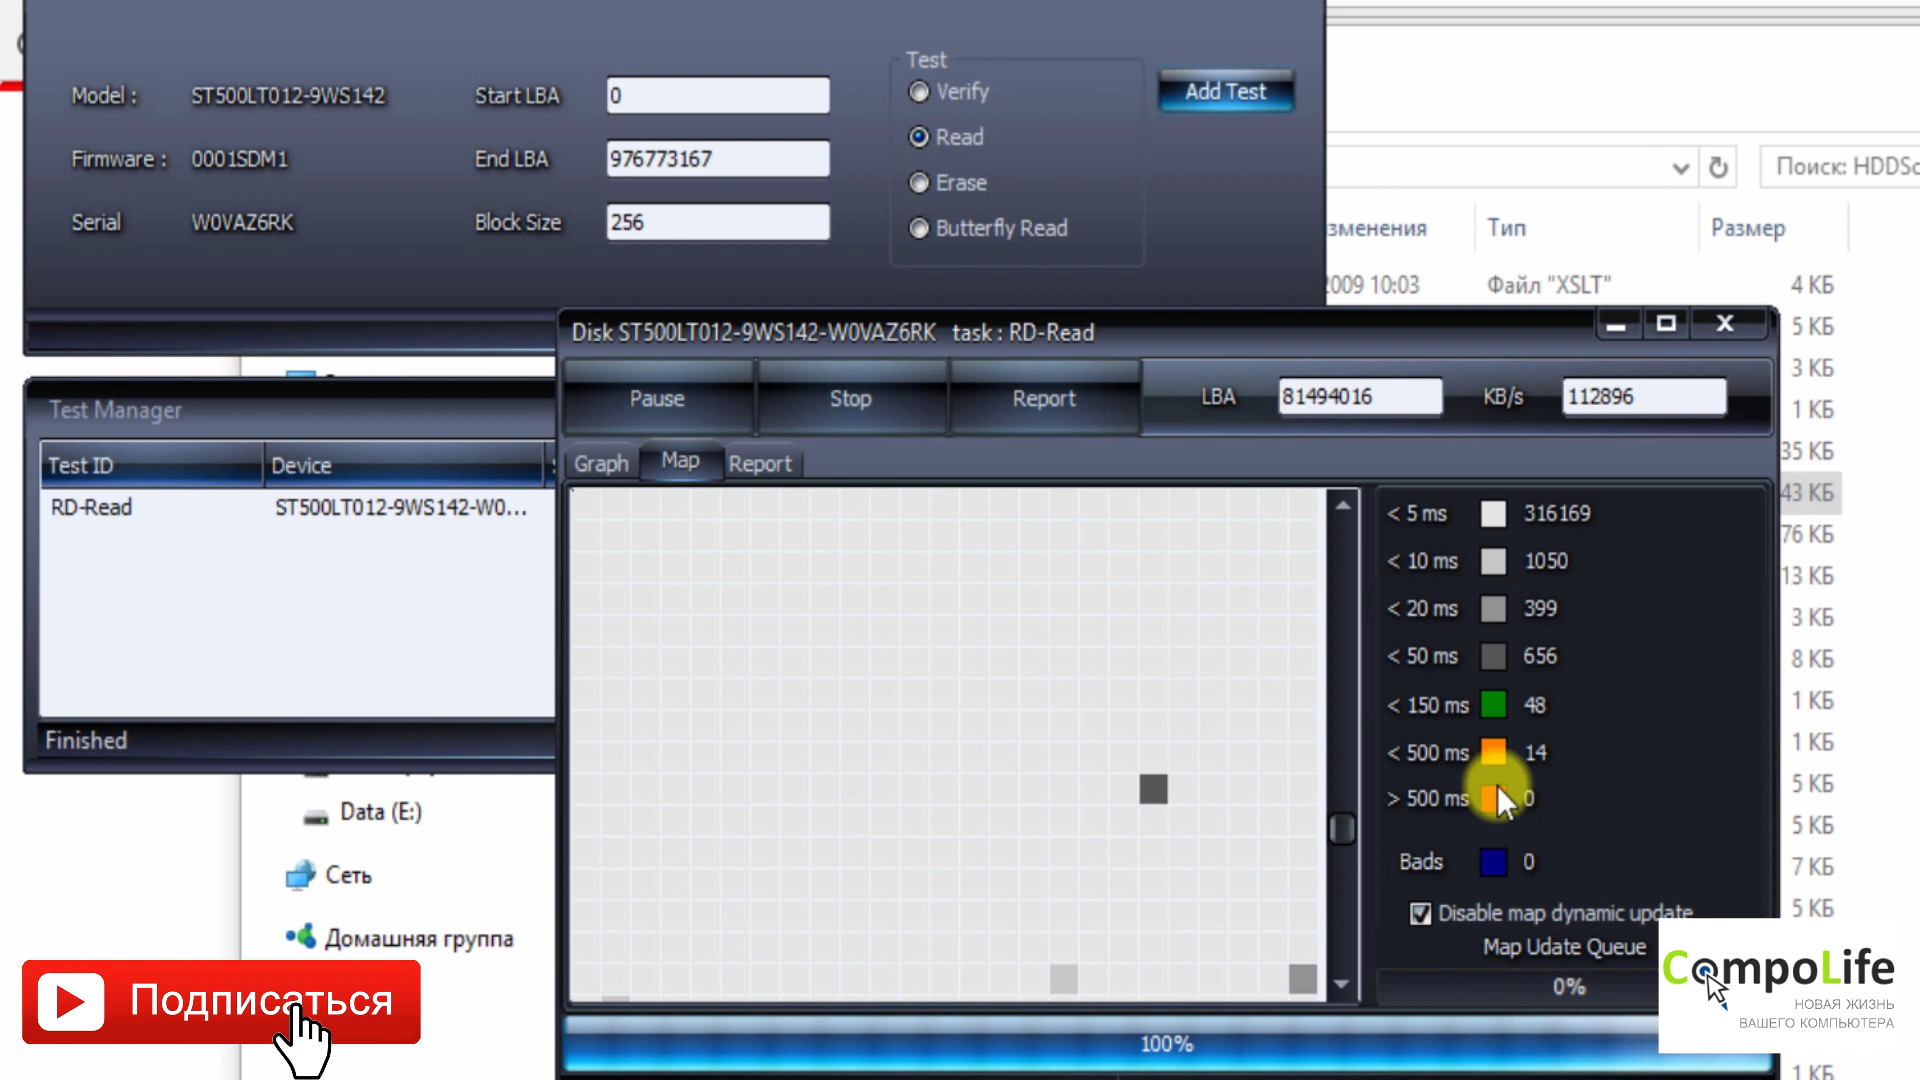 Test
Model :
ST500LT012-9WS142
Start LBA
0
Verify
Add Test
Read
Firmware :
0001SDM1
End LBA
976773167
Erase
Serial
W0VAZ6RK
Block Size
256
Butterfly Read
Поиск: HDDSc
зменения
Тип
Размер
2009 10:03
Файл "XSLT"
4 КБ
5 КБ
3 КБ
1 КБ
35 КБ
43 КБ
76 КБ
13 КБ
3 КБ
8 КБ
1 КБ
1 КБ
5 КБ
5 КБ
7 КБ
5 КБ
1 КБ
Disk ST500LT012-9WS142-W0VAZ6RK task : RD-Read
X
Pause
Stop
Report
LBA
81494016
KB/s
112896
Graph
Map
Report
Test Manager
Test ID
Device
RD-Read
ST500LT012-9WS142-W0...
Finished
< 5 ms
316169
< 10 ms
1050
< 20 ms
399
< 50 ms
656
< 150 ms
48
< 500 ms
14
> 500 ms
0
Bads
0
Disable map dynamic update
Map Udate Queue
0%
100%
Data (E:)
Сеть
Домашняя группа
Подписаться
CompoLife
НОВАЯ ЖИЗНЬ
ВАШЕГО КОМПЬЮТЕРА